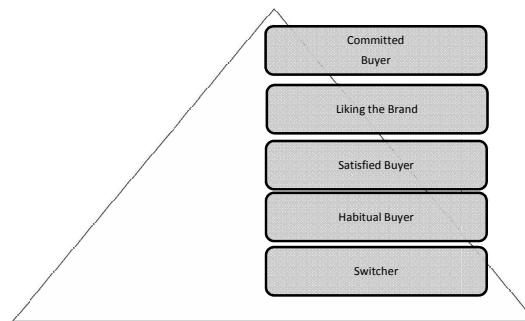 Committed
Buyer
Liking the Brand
Satisfied Buyer
Habitual Buyer
Switcher